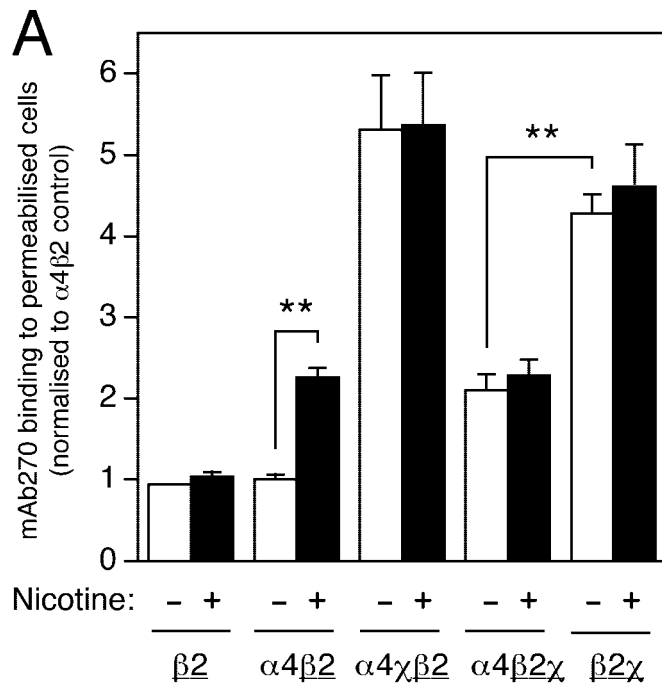 A
mAb270 binding to permeabilised cells
(normalised to α4β2 control)
6
5
4
3
2
1
0
**
**
Nicotine: – + – + – + – + – +
β2 α4β2 α4χβ2 α4β2χ β2χ